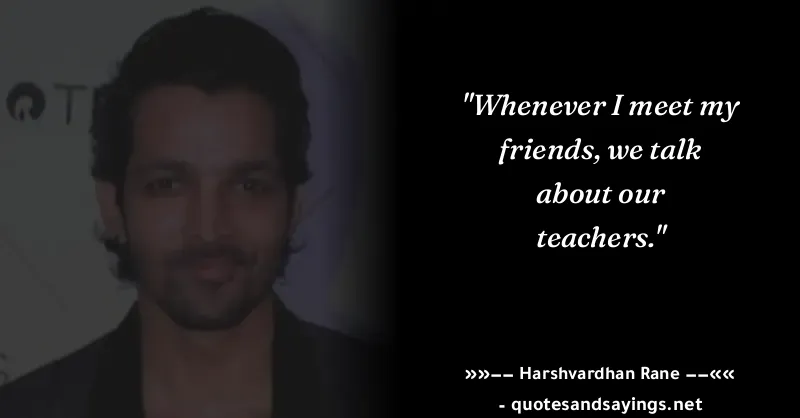 "Whenever I meet my
friends, we talk
about our
teachers."
»»−− Harshvardhan Rane −−««
- quotesandsayings.net